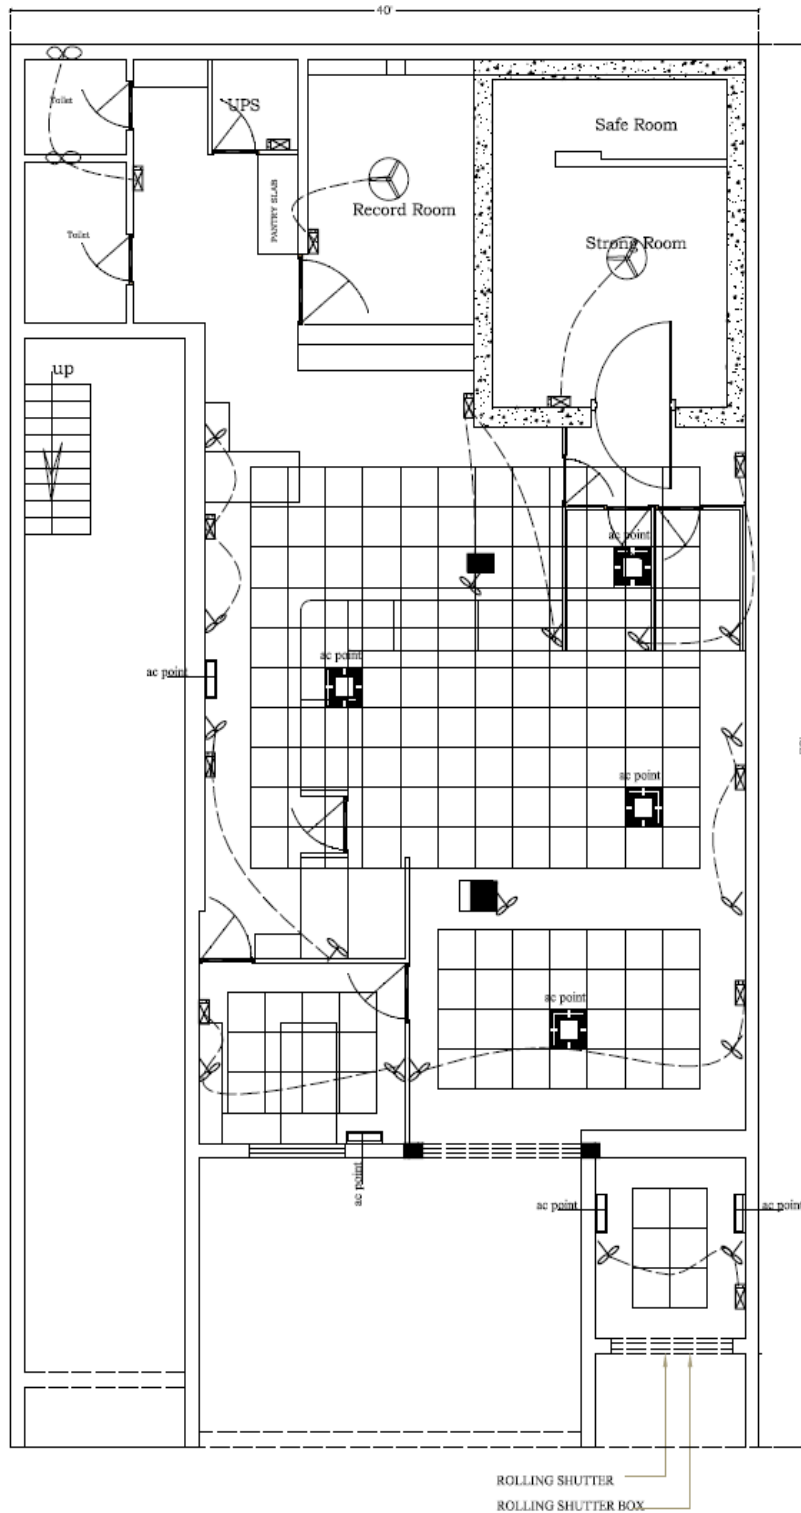 40'
Toilet
UPS
Safe Room
PANTRY SLAB
Record Room
Toilet
Strong Room
up
ac point
ac point
ac point
ac point
ac point
ac point
ac point
ac point
ROLLING SHUTTER
ROLLING SHUTTER BOX